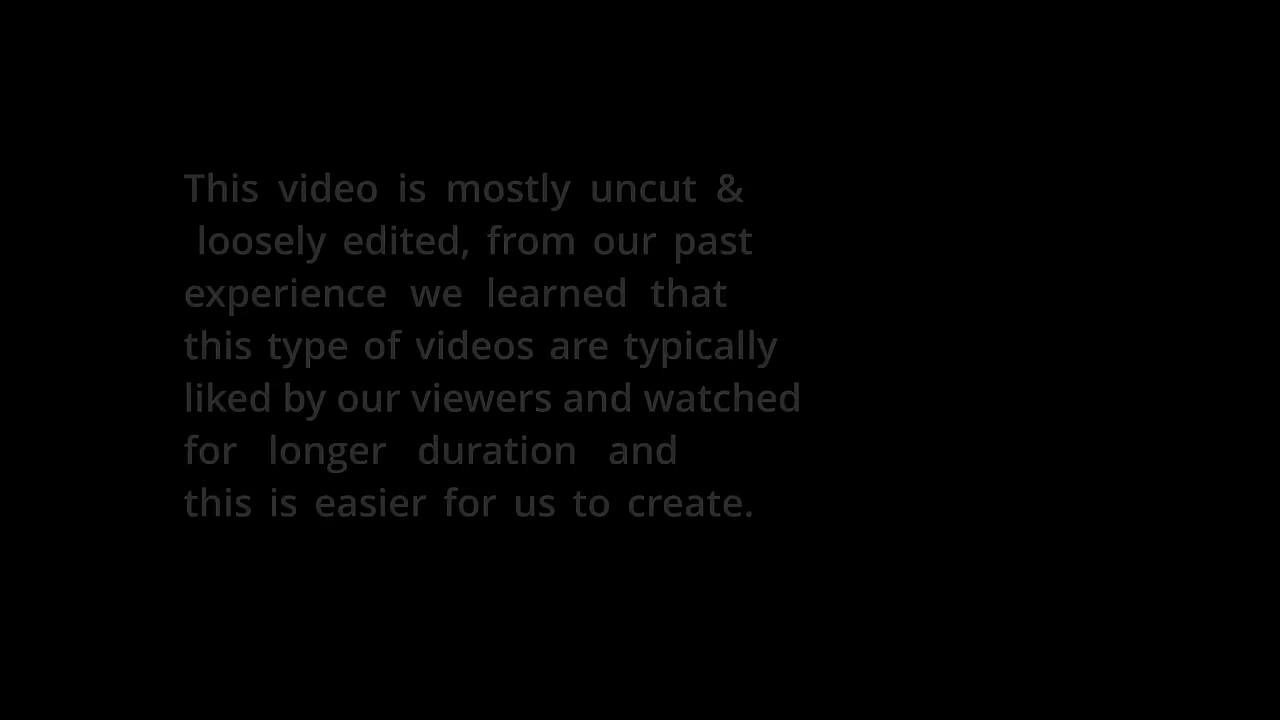 This video is mostly uncut &
loosely edited, from our past
experience we learned that
this type of videos are typically
liked by our viewers and watched
for longer duration and
this is easier for us to create.